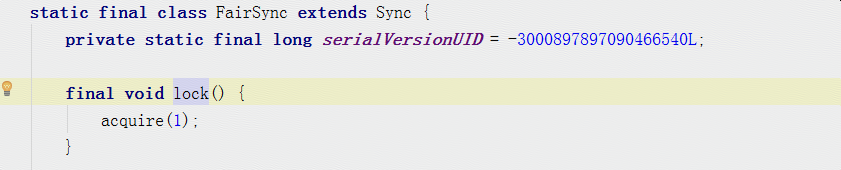 static final class FairSync extends Sync {
private static final long serialVersionUID = -3000897897090466540L;
final void lock() {
acquire(1);
}